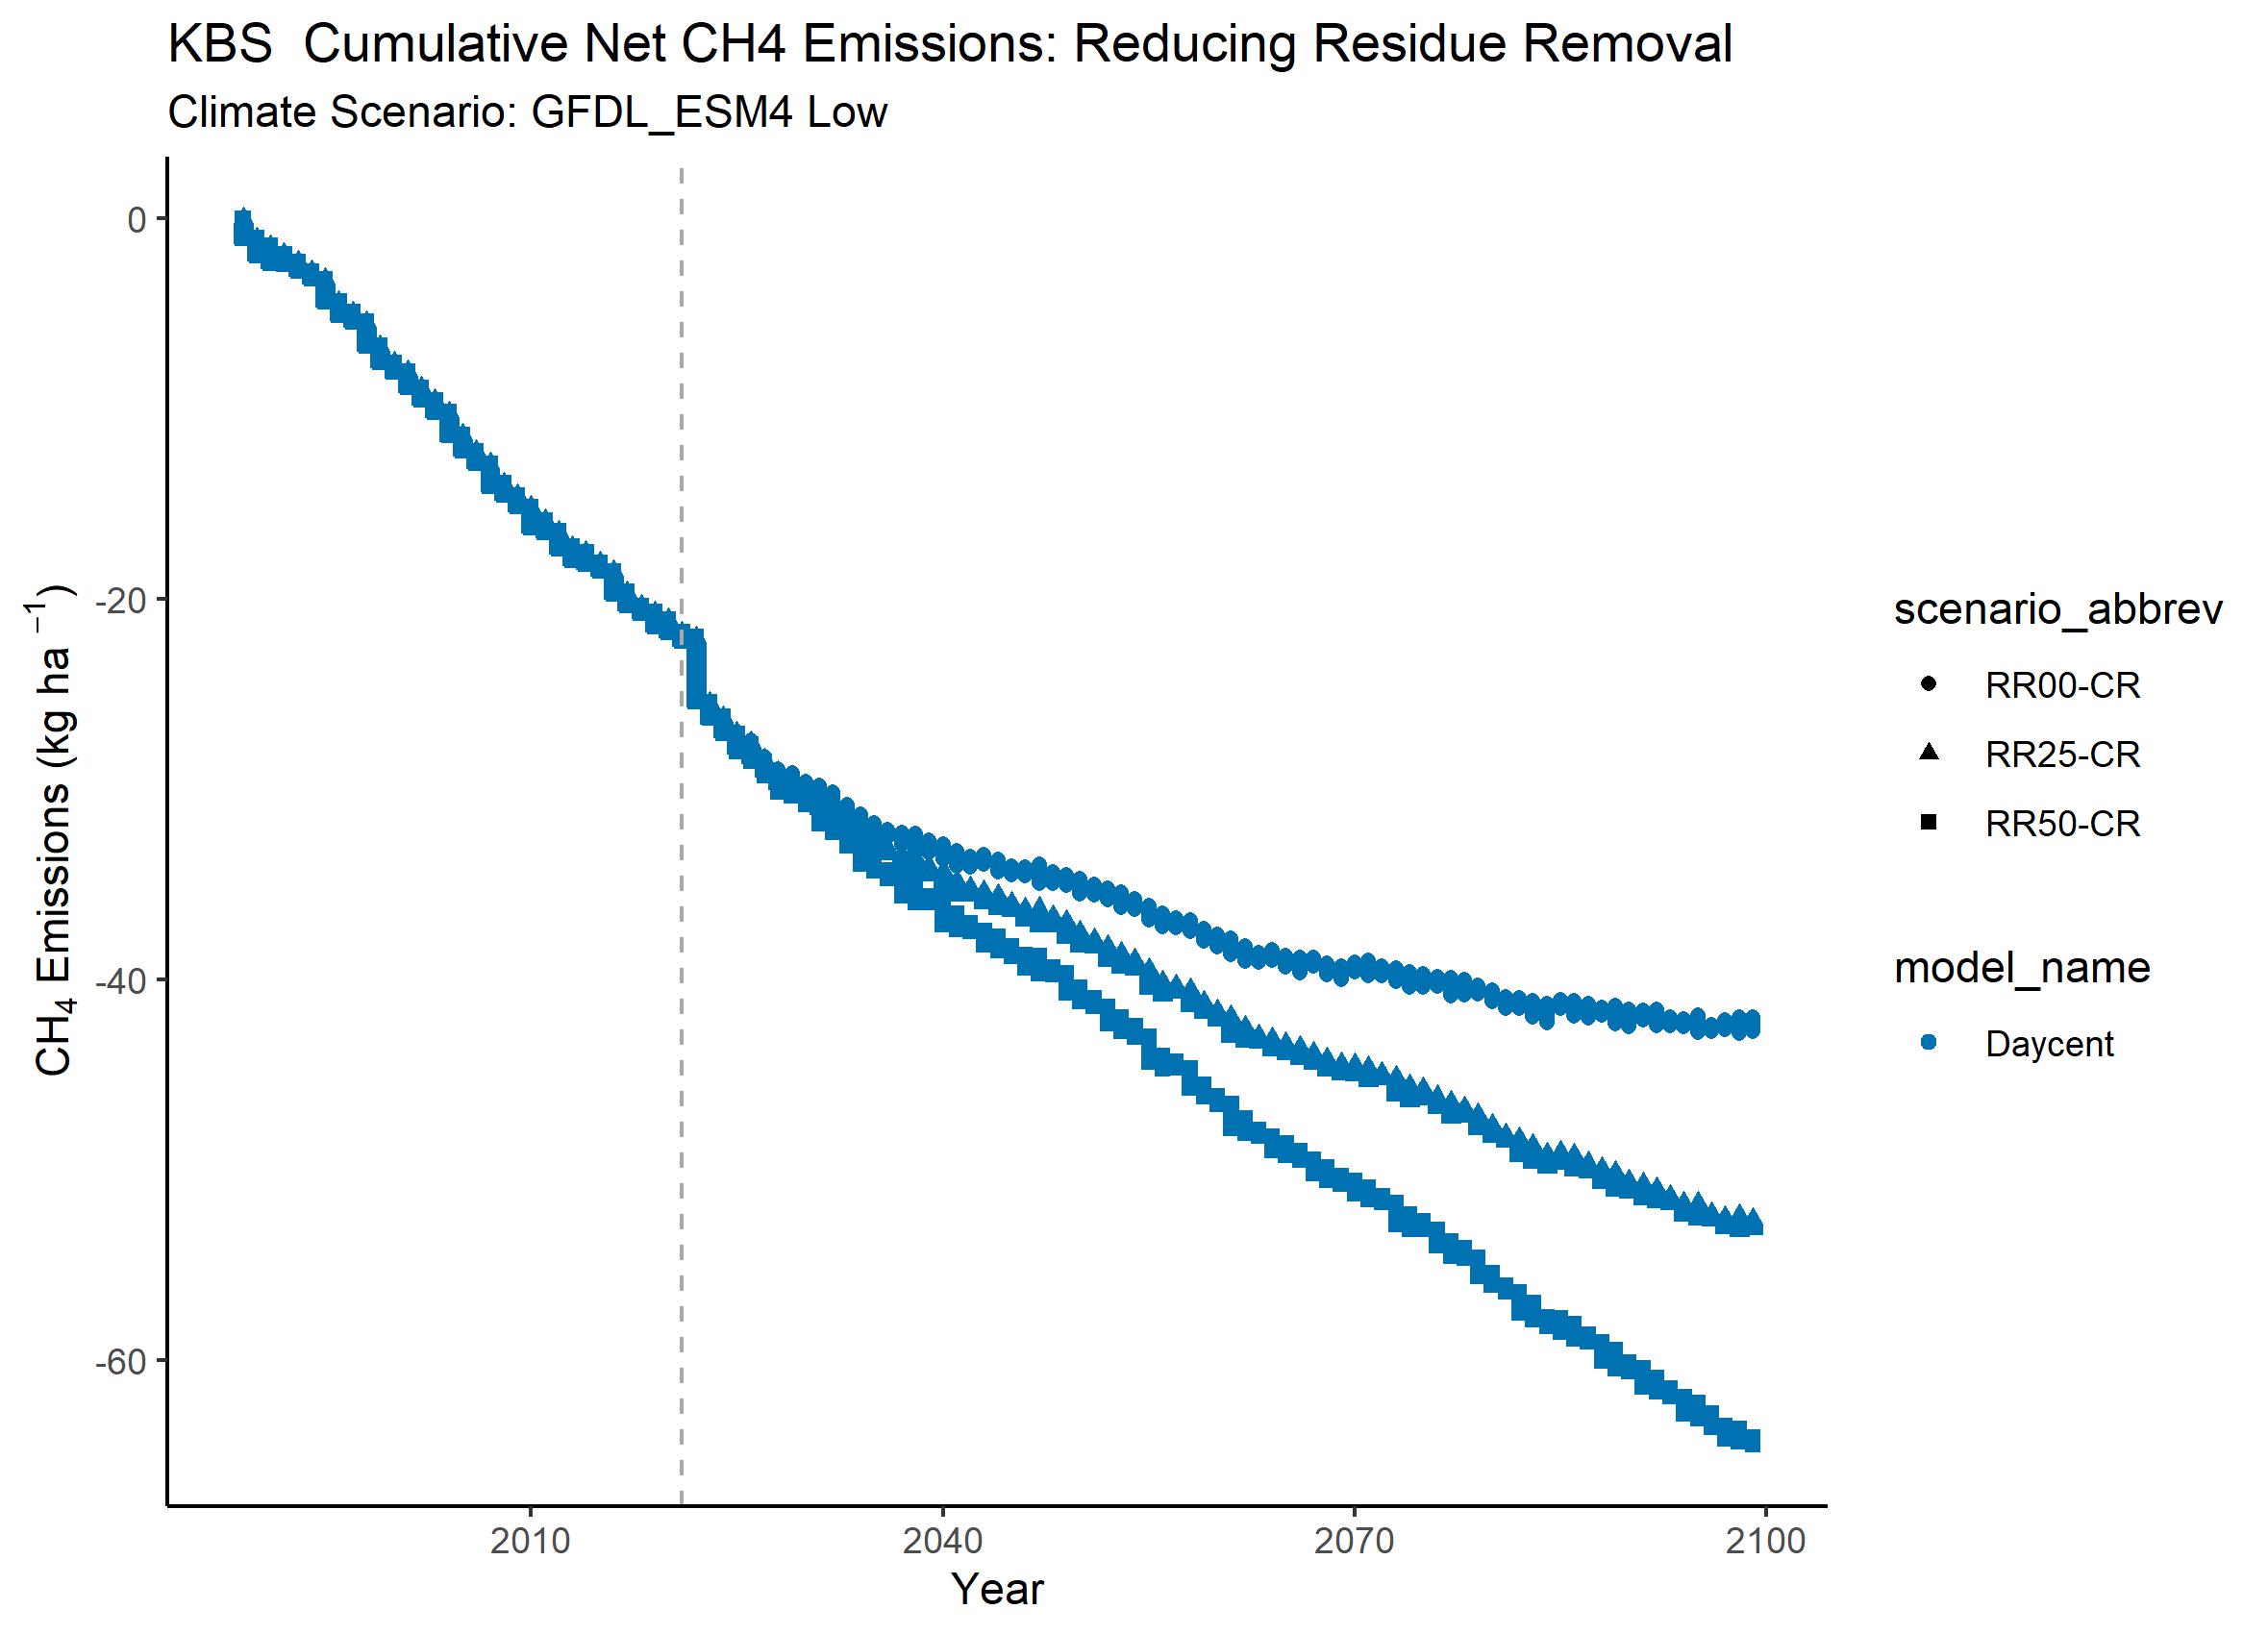 KBS  Cumulative Net CH4 Emissions: Reducing Residue Removal
Climate Scenario: GFDL_ESM4 Low
0
-20
-40
-60
CH₄ Emissions (kg ha ⁻¹)
2010
2040
2070
2100
Year
scenario_abbrev
RR00-CR
RR25-CR
RR50-CR
model_name
Daycent